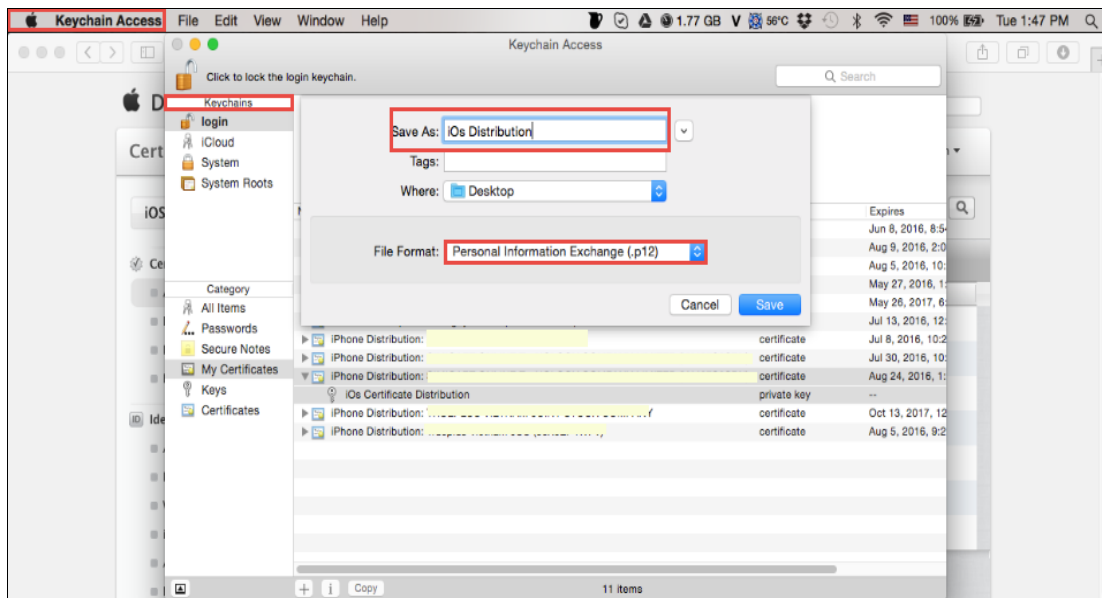 Keychain Access File Edit View Window Help 1.77 GB V 56°C 100% Tue 1:47 PM
Keychain Access
Click to lock the login keychain.
Search
D
Keychains
login
iCloud
System
System Roots
Cert
iOS
Save As: iOs Distribution
Tags:
Where: Desktop
File Format: Personal Information Exchange (.p12)
Cancel Save
Expires
Jun 8, 2016, 8:5
Aug 9, 2016, 2:0
Aug 5, 2016, 10:
May 27, 2016, 1:
May 26, 2017, 6:
Jul 13, 2016, 12:
Ce
Category
All Items
Passwords
Secure Notes
My Certificates
Keys
Certificates
iPhone Distribution: certificate Jul 8, 2016, 10:2
iPhone Distribution: certificate Jul 30, 2016, 10:
iPhone Distribution: certificate Aug 24, 2016, 1:
iOs Certificate Distribution private key --
iPhone Distribution: certificate Oct 13, 2017, 12
iPhone Distribution: certificate Aug 5, 2016, 9:2
ID Ide
Copy
11 items